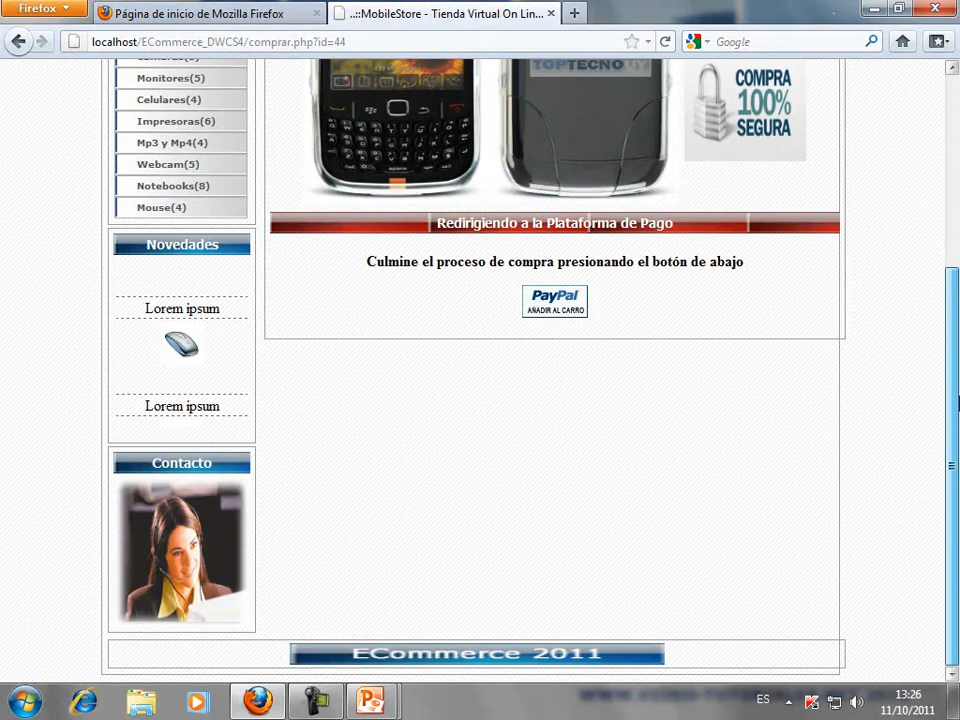 Firefox
Página de inicio de Mozilla Firefox
..::MobileStore - Tienda Virtual On Lin...
localhost/ECommerce_DWCS4/comprar.php?id=44
Google
Monitores(5)
Celulares(4)
Impresoras(6)
Mp3 y Mp4(4)
Webcam(5)
Notebooks(8)
Mouse(4)
TOPTECNOUY
COMPRA
100%
SEGURA
Redirigiendo a la Plataforma de Pago
Culmine el proceso de compra presionando el botón de abajo
PayPal
AÑADIR AL CARRO
Novedades
Lorem ipsum
Lorem ipsum
Contacto
ECommerce 2011
ES
13:26
11/10/2011